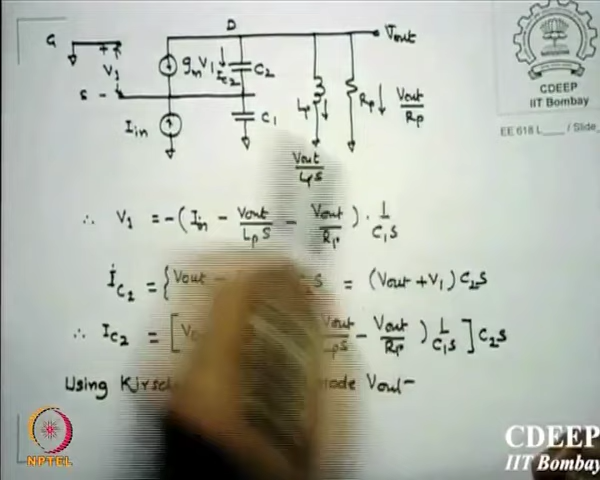 G D Vout
+ V1 - gmV1 IC2 C2
S Lp Rp Vout/Rp
Iin C1
Vout/LpS
∴ V1 = -(Iin - Vout/LpS - Vout/Rp) · 1/C1S
IC2 = {Vout - S = (Vout + V1) C2S
∴ IC2 = [ Vout/LpS - Vout/Rp) 1/C1S ] C2S
Using node Vout-
CDEEP
IIT Bombay
EE 618 L___ / Slide
NPTEL
CDEEP
IIT Bombay